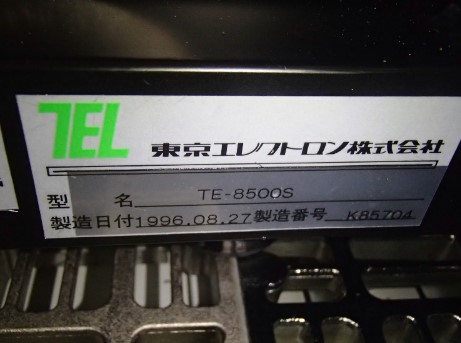 TEL 東京エレクトロン株式会社
型 名 TE-8500S
製造日付 1996.08.27 製造番号 K85704